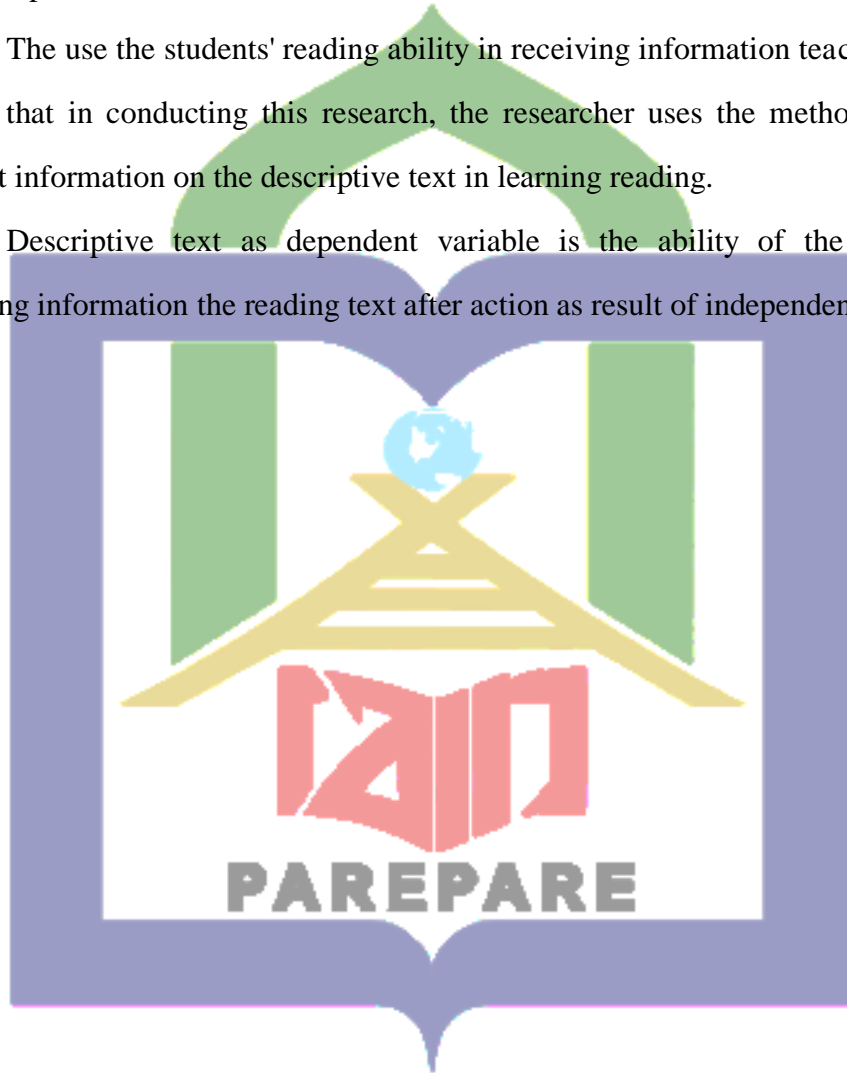 The use the students' reading ability in receiving information teac
that in conducting this research, the researcher uses the metho
t information on the descriptive text in learning reading.
Descriptive text as dependent variable is the ability of the
ng information the reading text after action as result of independen
iain
PAREPARE